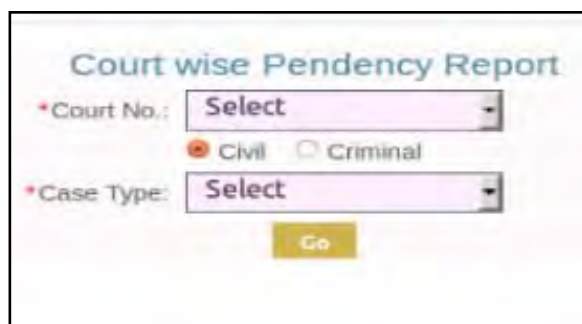 Court wise Pendency Report
*Court No.: Select
Civil Criminal
*Case Type: Select
Go